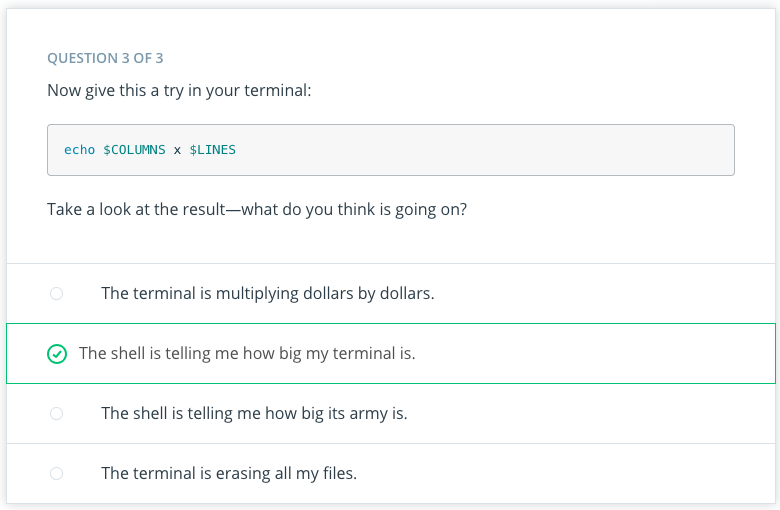 QUESTION 3 OF 3
Now give this a try in your terminal:
echo $COLUMNS x $LINES
Take a look at the result—what do you think is going on?
The terminal is multiplying dollars by dollars.
The shell is telling me how big my terminal is.
The shell is telling me how big its army is.
The terminal is erasing all my files.